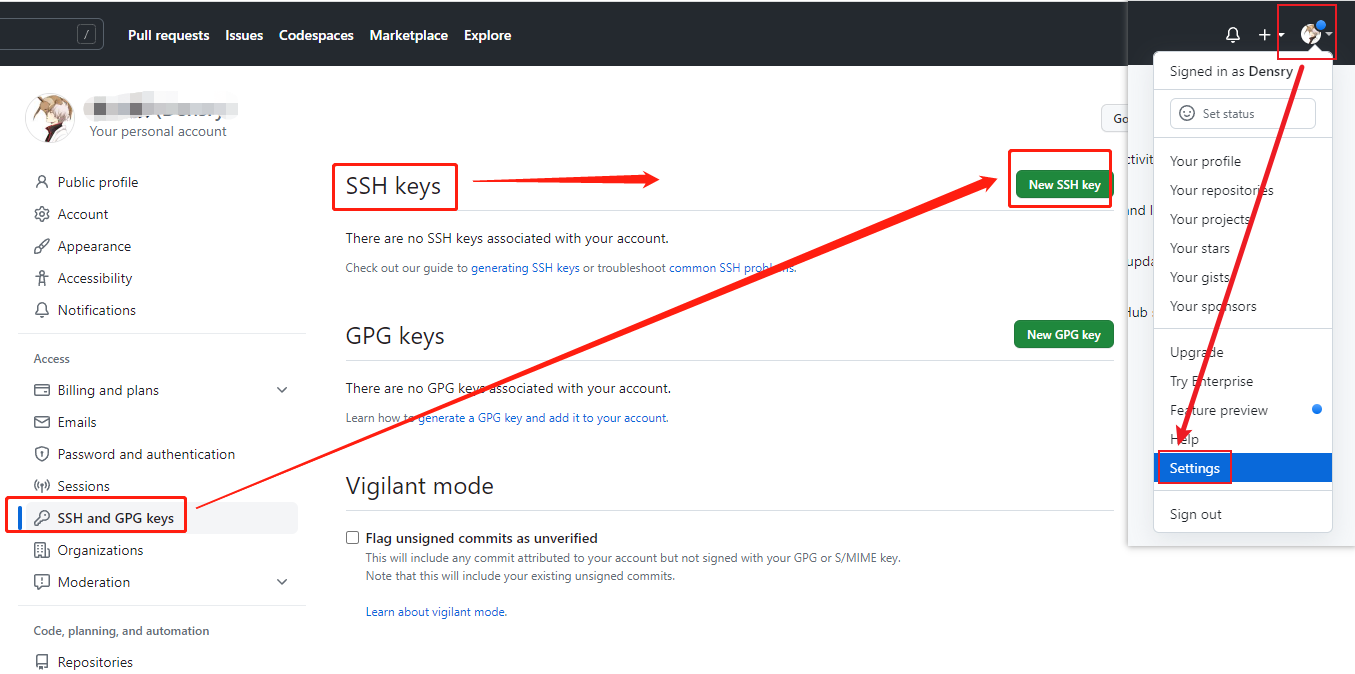 /
Pull requests Issues Codespaces Marketplace Explore
Signed in as Densry
Set status
Your profile
Your repositories
Your projects
Your stars
Your gists
Your sponsors
Upgrade
Try Enterprise
Feature preview
Help
Settings
Sign out
Your personal account
Go
Public profile
Account
Appearance
Accessibility
Notifications
Access
Billing and plans
Emails
Password and authentication
Sessions
SSH and GPG keys
Organizations
Moderation
Code, planning, and automation
Repositories
SSH keys
New SSH key
There are no SSH keys associated with your account.
Check out our guide to generating SSH keys or troubleshoot common SSH problems.
GPG keys
New GPG key
There are no GPG keys associated with your account.
Learn how to generate a GPG key and add it to your account.
Vigilant mode
Flag unsigned commits as unverified
This will include any commit attributed to your account but not signed with your GPG or S/MIME key.
Note that this will include your existing unsigned commits.
Learn about vigilant mode.